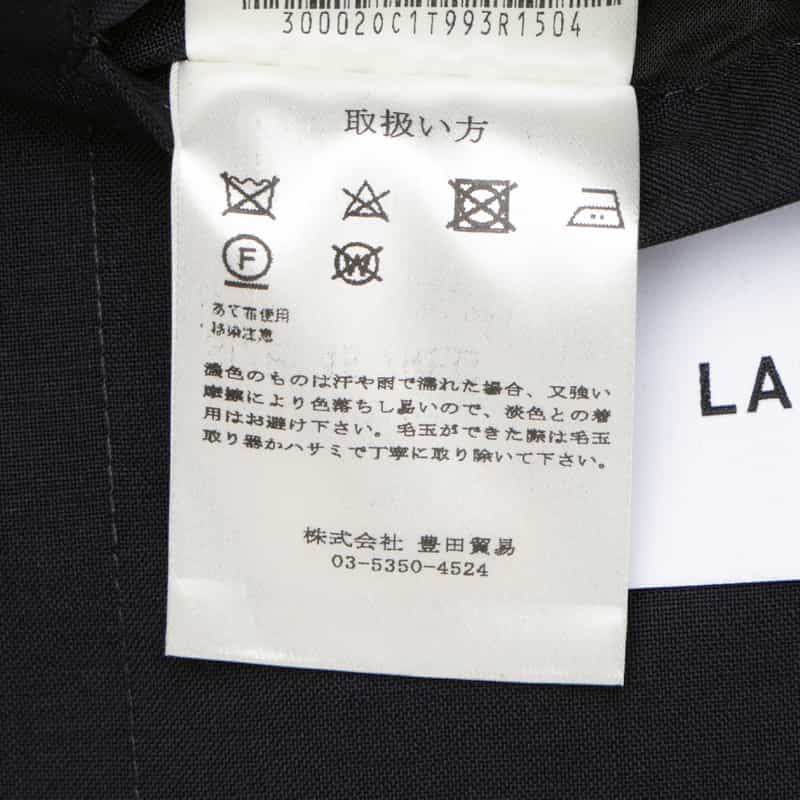 300020C1T993R1504
取扱い方
F
W
あて布使用
移染注意
濃色のものは汗や雨で濡れた場合、又強い
摩擦により色落ちし易いので、淡色との着
用はお避け下さい。毛玉ができた際は毛玉
取り器かハサミで丁寧に取り除いて下さい。
株式会社 豊田貿易
03-5350-4524
LA